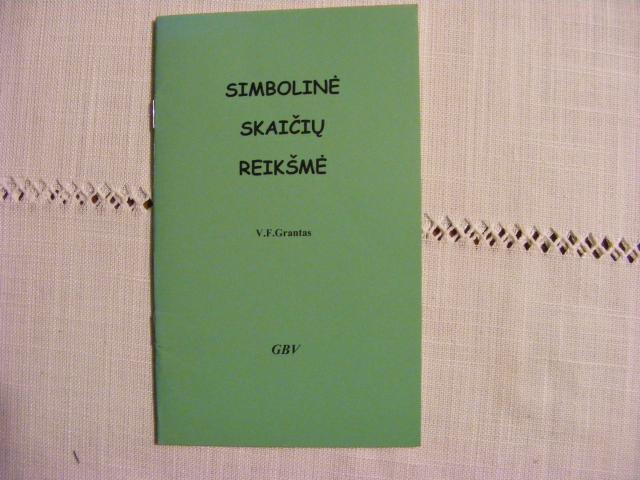 SIMBOLINĖ
SKAIČIŲ
REIKŠMĖ
V.F.Grantas
GBV